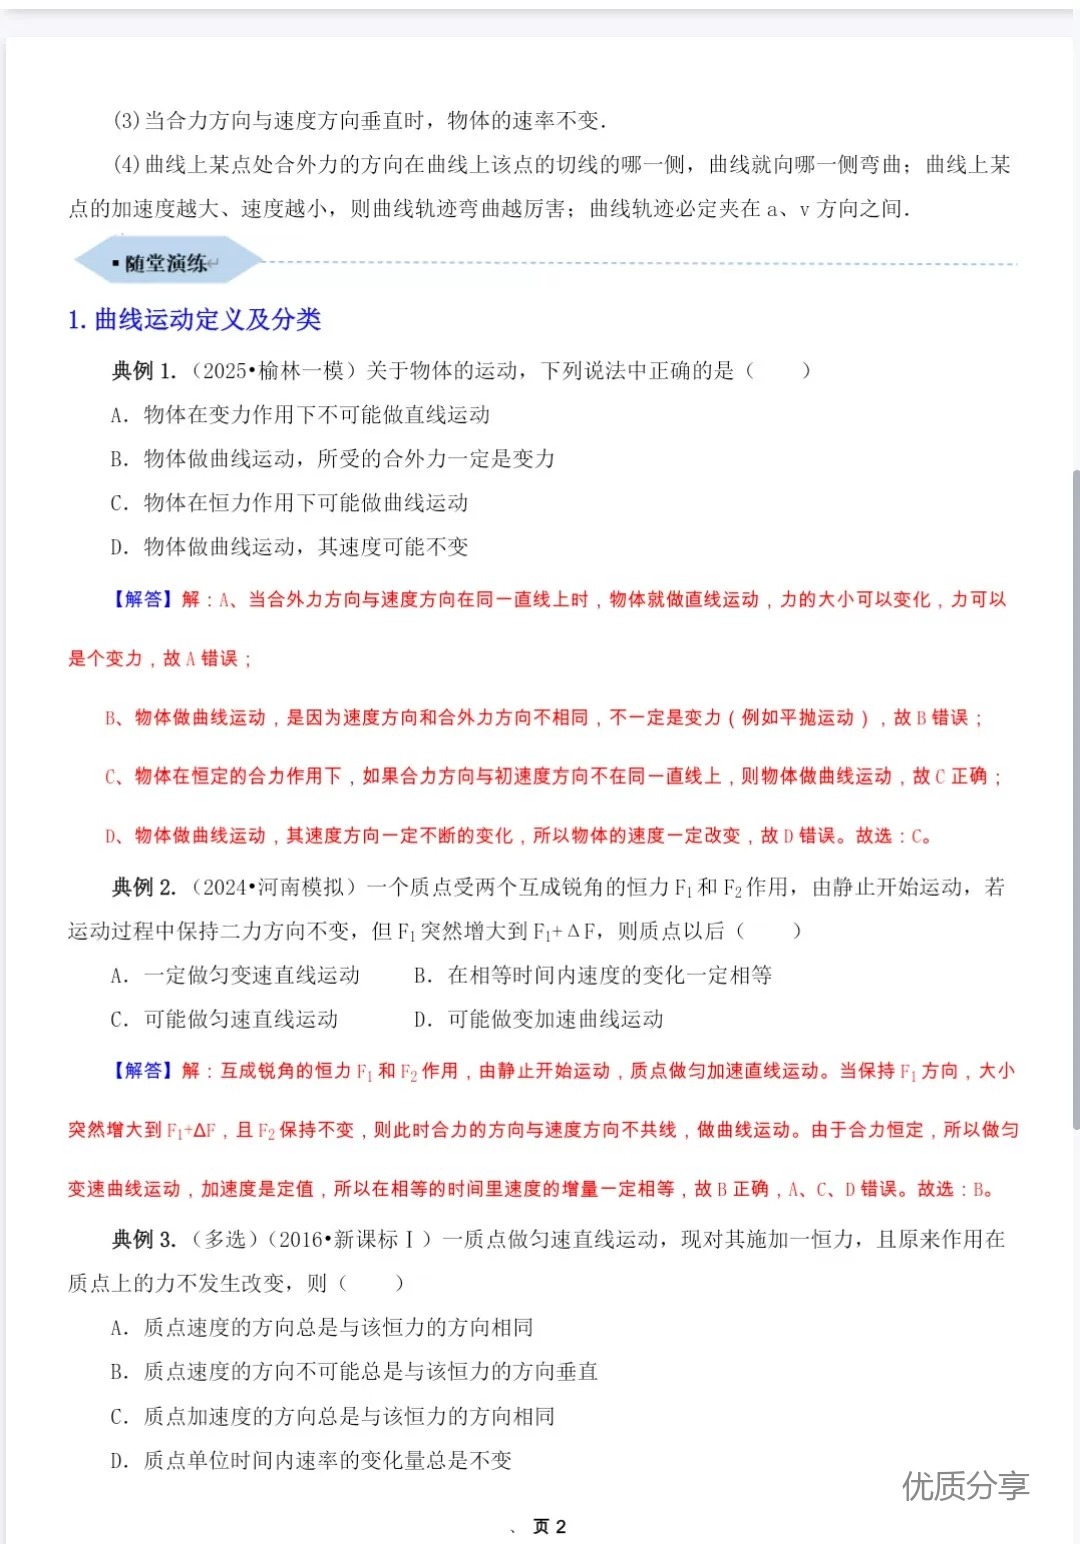 (3)当合力方向与速度方向垂直时，物体的速率不变．
(4)曲线上某点处合外力的方向在曲线上该点的切线的哪一侧，曲线就向哪一侧弯曲；曲线上某
点的加速度越大、速度越小，则曲线轨迹弯曲越厉害；曲线轨迹必定夹在 a、v 方向之间．
▪ 随堂演练↵
1. 曲线运动定义及分类
典例 1.（2025•榆林一模）关于物体的运动，下列说法中正确的是（　　）
A．物体在变力作用下不可能做直线运动
B．物体做曲线运动，所受的合外力一定是变力
C．物体在恒力作用下可能做曲线运动
D．物体做曲线运动，其速度可能不变
【解答】解：A、当合外力方向与速度方向在同一直线上时，物体就做直线运动，力的大小可以变化，力可以
是个变力，故 A 错误；
B、物体做曲线运动，是因为速度方向和合外力方向不相同，不一定是变力（例如平抛运动），故 B 错误；
C、物体在恒定的合力作用下，如果合力方向与初速度方向不在同一直线上，则物体做曲线运动，故 C 正确；
D、物体做曲线运动，其速度方向一定不断的变化，所以物体的速度一定改变，故 D 错误。故选：C。
典例 2.（2024•河南模拟）一个质点受两个互成锐角的恒力 F₁ 和 F₂ 作用，由静止开始运动，若
运动过程中保持二力方向不变，但 F₁ 突然增大到 F₁+ΔF，则质点以后（　　）
A．一定做匀变速直线运动　　B．在相等时间内速度的变化一定相等
C．可能做匀速直线运动　　D．可能做变加速曲线运动
【解答】解：互成锐角的恒力 F₁ 和 F₂ 作用，由静止开始运动，质点做匀加速直线运动。当保持 F₁ 方向，大小
突然增大到 F₁+ΔF，且 F₂ 保持不变，则此时合力的方向与速度方向不共线，做曲线运动。由于合力恒定，所以做匀
变速曲线运动，加速度是定值，所以在相等的时间里速度的增量一定相等，故 B 正确，A、C、D 错误。故选：B。
典例 3.（多选）（2016•新课标Ⅰ）一质点做匀速直线运动，现对其施加一恒力，且原来作用在
质点上的力不发生改变，则（　　）
A．质点速度的方向总是与该恒力的方向相同
B．质点速度的方向不可能总是与该恒力的方向垂直
C．质点加速度的方向总是与该恒力的方向相同
D．质点单位时间内速率的变化量总是不变
优质分享
、页 2